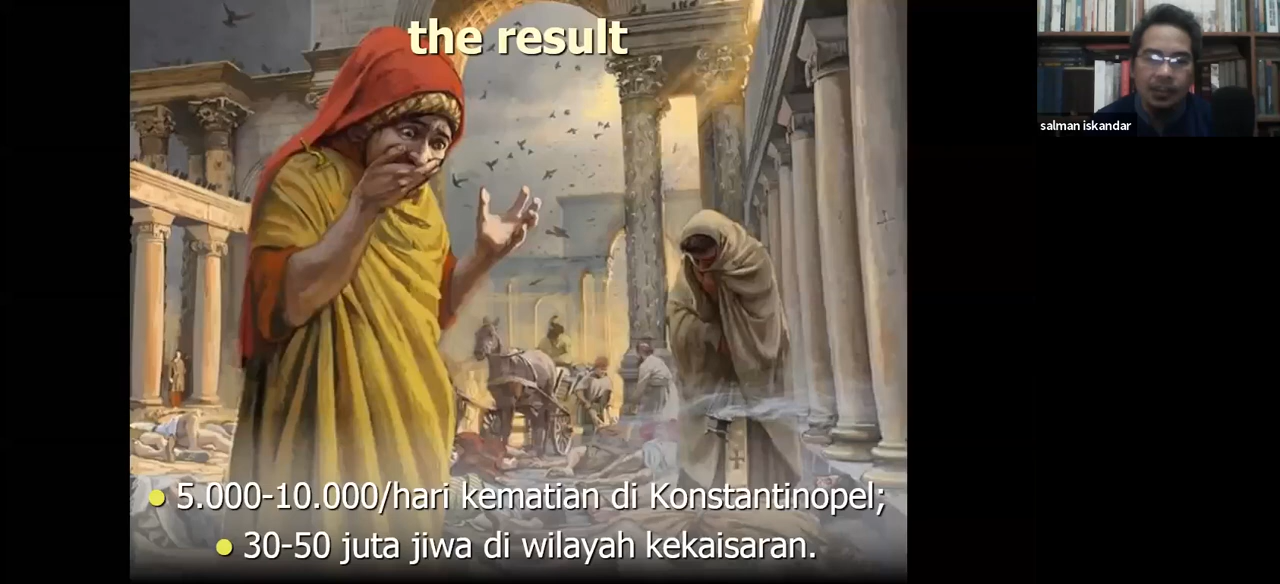 the result
salman iskandar
5.000-10.000/hari kematian di Konstantinopel;
30-50 juta jiwa di wilayah kekaisaran.